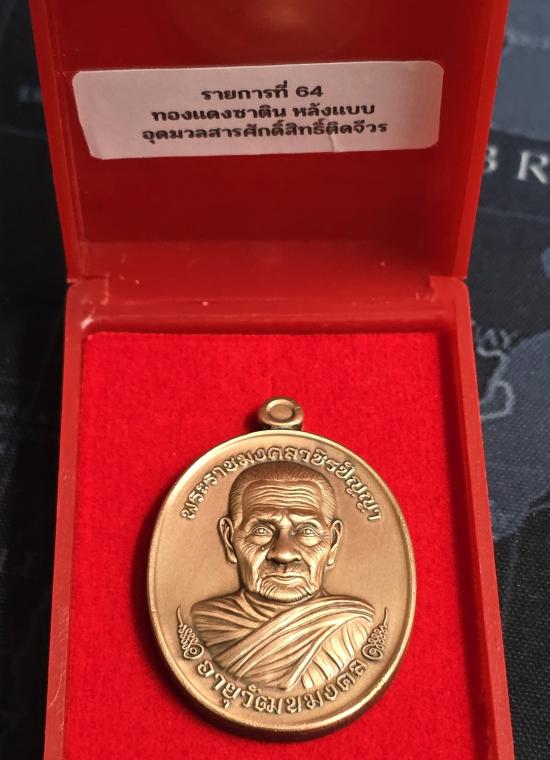 รายการที่ 64
ทองแดงซาติน หลังแบบ
อุดมวลสารศักดิ์สิทธิ์ติดจีวร
พระราชมงคลวชิรปัญญา
อายุวัฒนมงคล